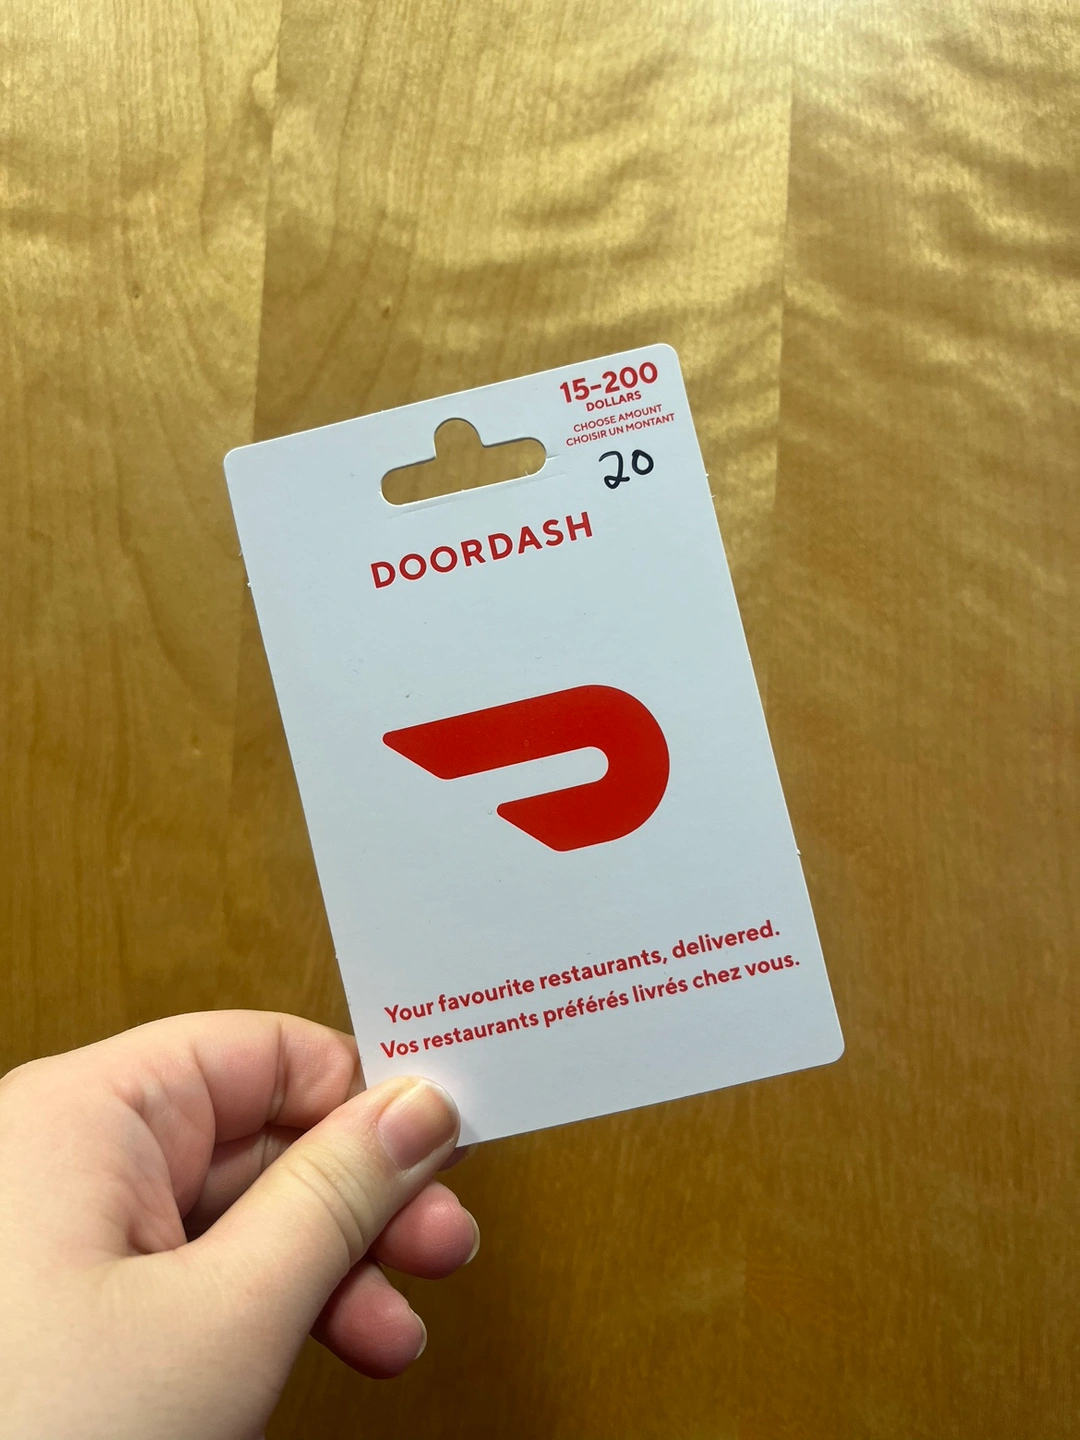 15-200
DOLLARS
CHOOSE AMOUNT
CHOISIR UN MONTANT
20
DOORDASH
Your favourite restaurants, delivered.
Vos restaurants préférés livrés chez vous.